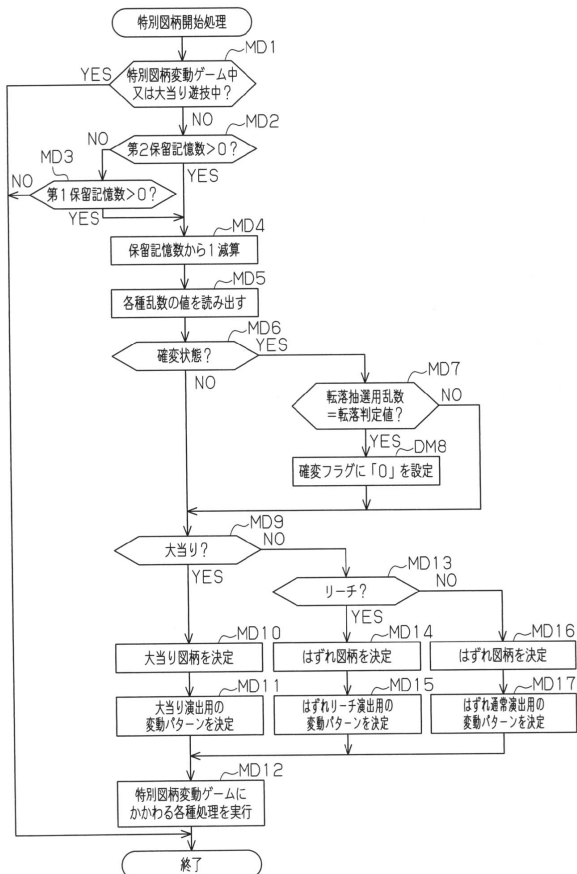 特別図柄開始処理
MD1
YES
特別図柄変動ゲーム中
又は大当り遊技中？
NO
MD2
NO
第2保留記憶数＞0？
MD3
YES
NO
第1保留記憶数＞0？
YES
MD4
保留記憶数から1減算
MD5
各種乱数の値を読み出す
MD6
確変状態？
YES
NO
MD7
転落抽選用乱数
＝転落判定値？
NO
YES
DM8
確変フラグに「0」を設定
MD9
大当り？
NO
YES
MD13
リーチ？
NO
YES
MD10
大当り図柄を決定
MD14
はずれ図柄を決定
MD16
はずれ図柄を決定
MD11
大当り演出用の
変動パターンを決定
MD15
はずれリーチ演出用の
変動パターンを決定
MD17
はずれ通常演出用の
変動パターンを決定
MD12
特別図柄変動ゲームに
かかわる各種処理を実行
終了